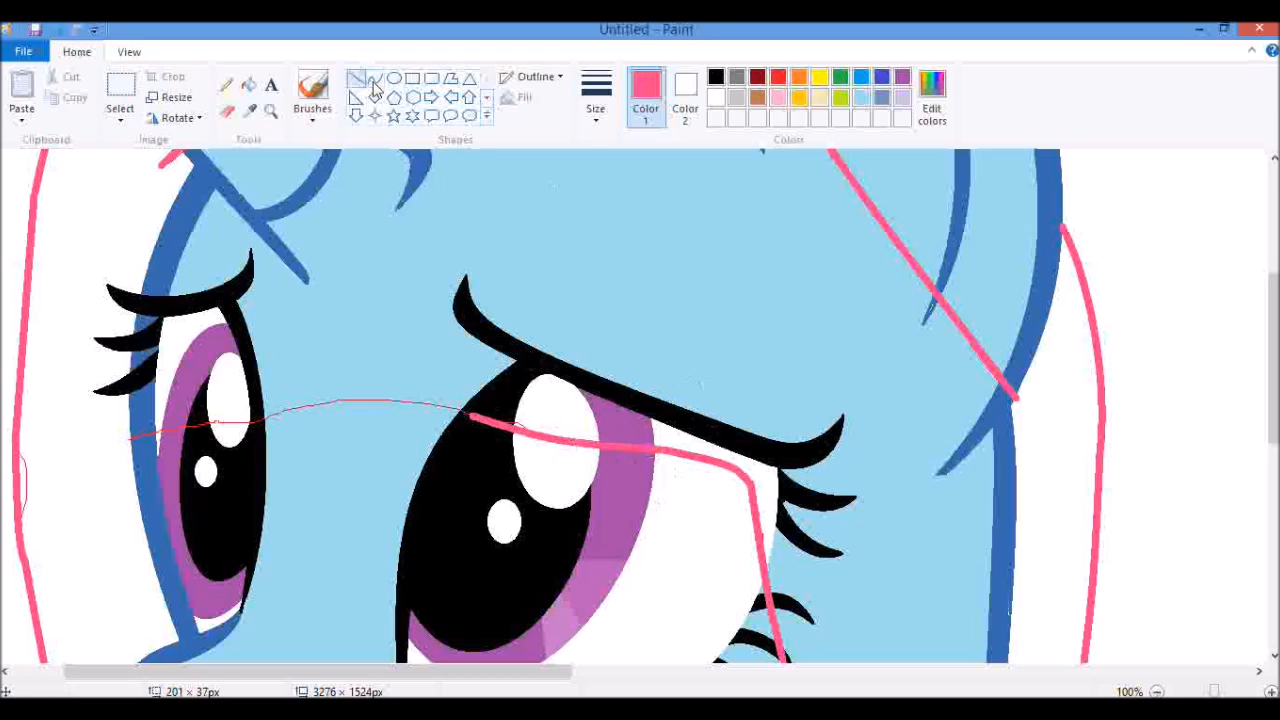 Untitled - Paint
File Home View
Paste
Cut
Copy
Clipboard
Select
Crop
Resize
Rotate
Image
A
Tools
Brushes
Shapes
Outline
Fill
Size
Color 1
Color 2
Edit colors
Colors
201 × 37px
3276 × 1524px
100%